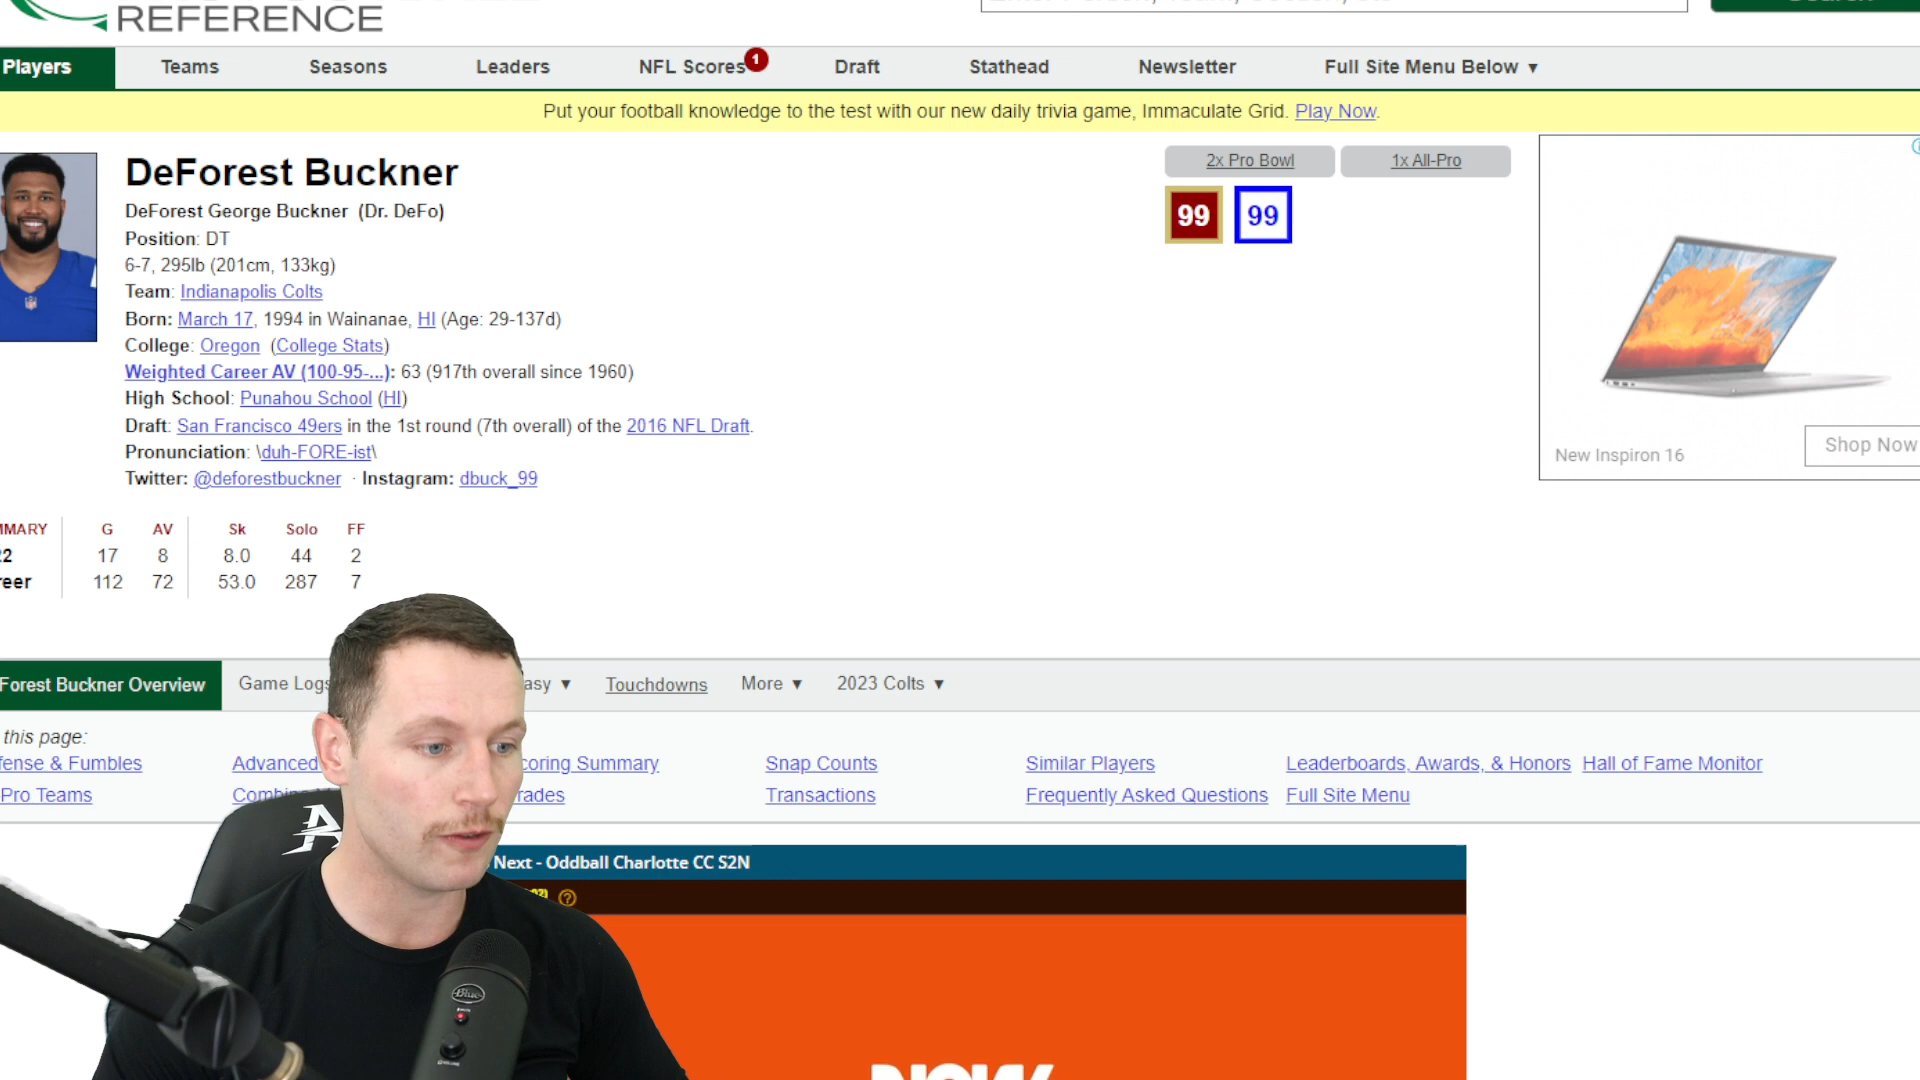 REFERENCE
Search
Players Teams Seasons Leaders NFL Scores 1 Draft Stathead Newsletter Full Site Menu Below ▼
Put your football knowledge to the test with our new daily trivia game, Immaculate Grid. Play Now.
DeForest Buckner
2x Pro Bowl 1x All-Pro
99 99
DeForest George Buckner (Dr. DeFo)
Position: DT
6-7, 295lb (201cm, 133kg)
Team: Indianapolis Colts
Born: March 17, 1994 in Wainanae, HI (Age: 29-137d)
College: Oregon (College Stats)
Weighted Career AV (100-95-...): 63 (917th overall since 1960)
High School: Punahou School (HI)
Draft: San Francisco 49ers in the 1st round (7th overall) of the 2016 NFL Draft.
Pronunciation: \duh-FORE-ist\
Twitter: @deforestbuckner · Instagram: dbuck_99
New Inspiron 16 Shop Now
MMARY G AV Sk Solo FF
22 17 8 8.0 44 2
reer 112 72 53.0 287 7
Forest Buckner Overview Game Logs asy ▼ Touchdowns More ▼ 2023 Colts ▼
this page:
fense & Fumbles Advanced coring Summary Snap Counts Similar Players Leaderboards, Awards, & Honors Hall of Fame Monitor
Pro Teams Combin rades Transactions Frequently Asked Questions Full Site Menu
Next - Oddball Charlotte CC S2N
Blue